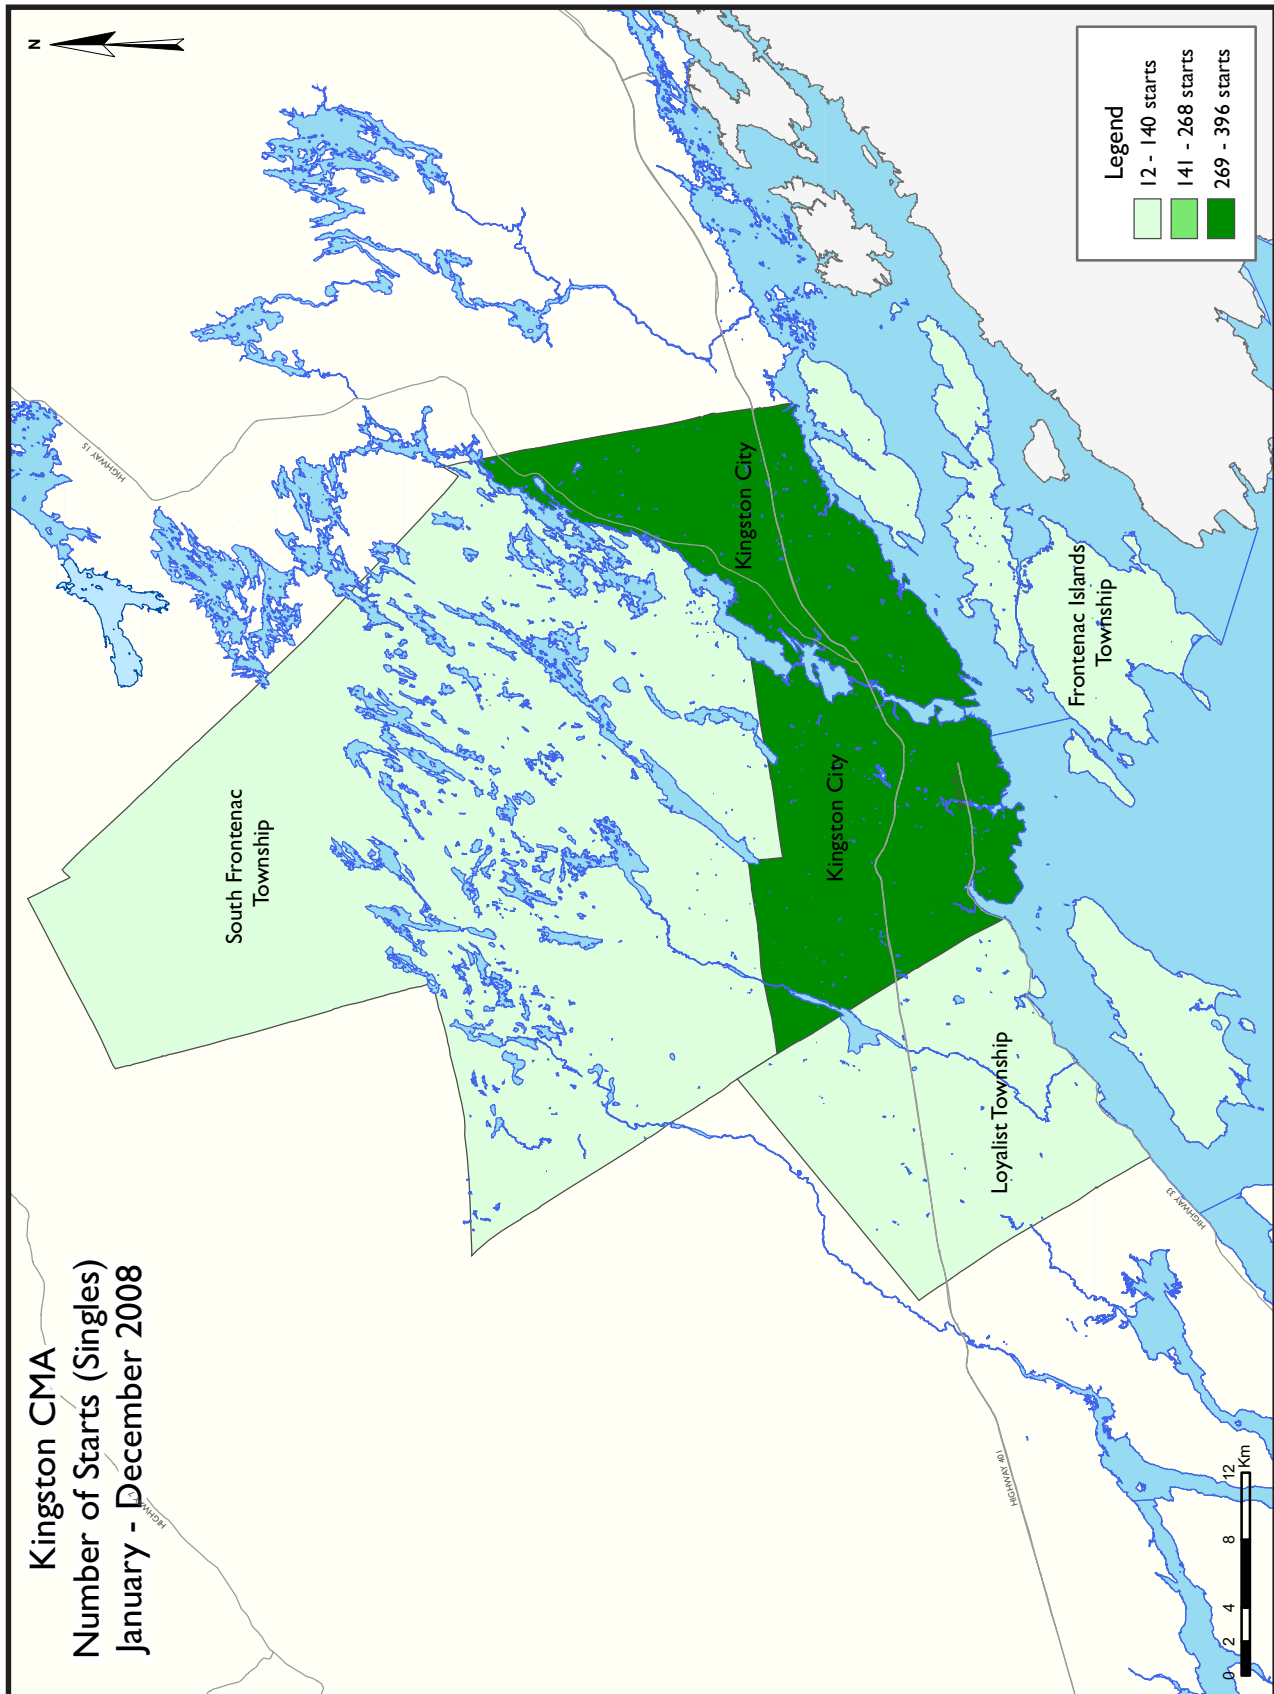 Kingston CMA
Number of Starts (Singles)
January - December 2008
N
HIGHWAY 7
HIGHWAY 15
South Frontenac
Township
Kingston City
Kingston City
Frontenac Islands
Township
Loyalist Township
HIGHWAY 33
HIGHWAY 401
Legend
12 - 140 starts
141 - 268 starts
269 - 396 starts
0 2 4 8 12
Km